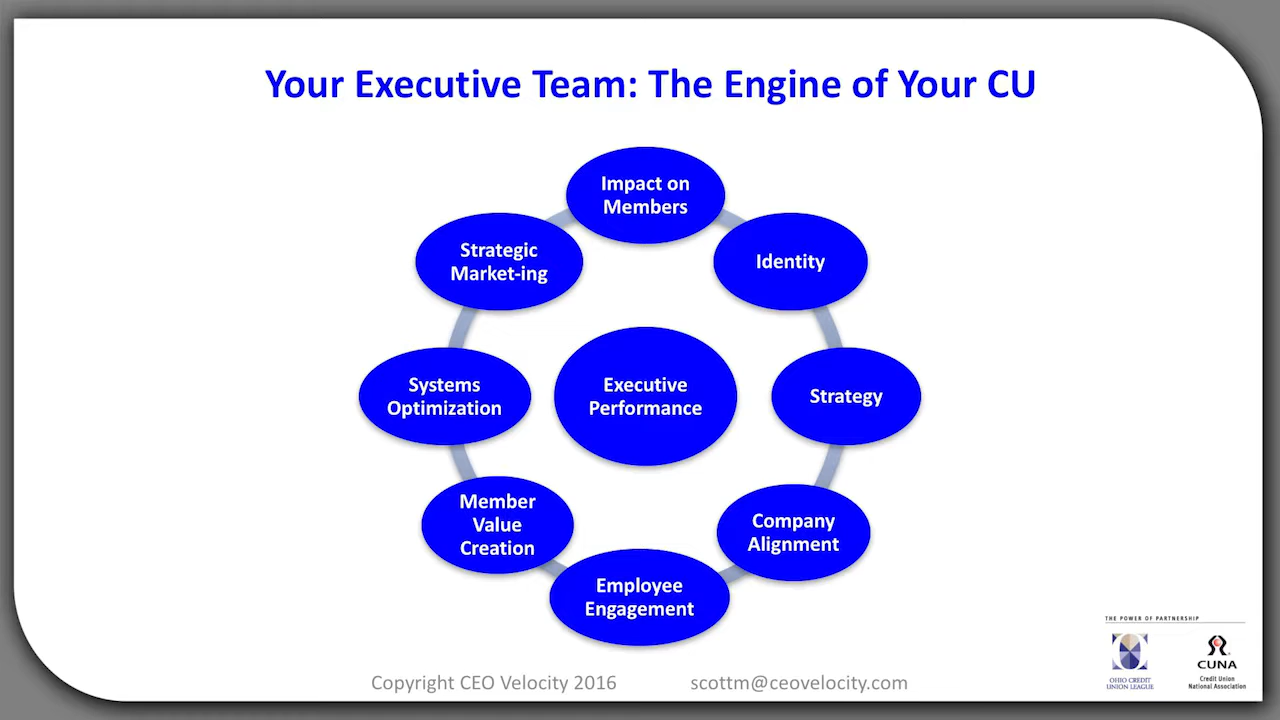 Your Executive Team: The Engine of Your CU
Impact on
Members
Identity
Strategy
Company
Alignment
Employee
Engagement
Member
Value
Creation
Systems
Optimization
Strategic
Market-ing
Executive
Performance
THE POWER OF PARTNERSHIP
OHIO CREDIT
UNION LEAGUE
CUNA
Credit Union
National Association
Copyright CEO Velocity 2016
scottm@ceovelocity.com